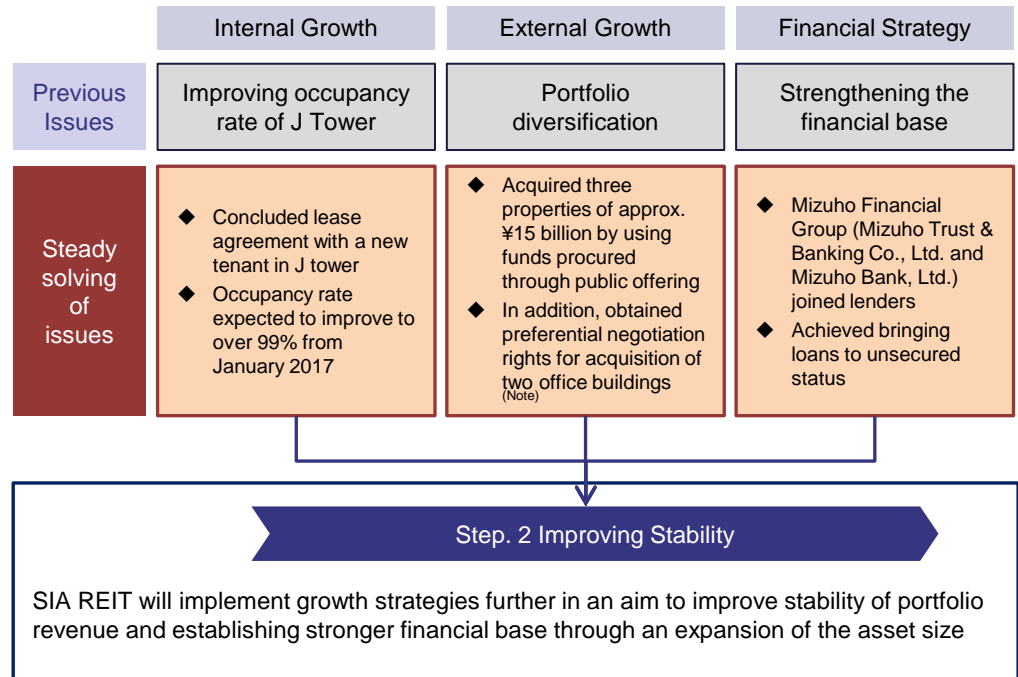 Internal Growth
External Growth
Financial Strategy
Previous
Issues
Improving occupancy
rate of J Tower
Portfolio
diversification
Strengthening the
financial base
Steady
solving
of
issues
◆ Concluded lease
agreement with a new
tenant in J tower
◆ Occupancy rate
expected to improve to
over 99% from
January 2017
◆ Acquired three
properties of approx.
¥15 billion by using
funds procured
through public offering
◆ In addition, obtained
preferential negotiation
rights for acquisition of
two office buildings
(Note)
◆ Mizuho Financial
Group (Mizuho Trust &
Banking Co., Ltd. and
Mizuho Bank, Ltd.)
joined lenders
◆ Achieved bringing
loans to unsecured
status
Step. 2 Improving Stability
SIA REIT will implement growth strategies further in an aim to improve stability of portfolio
revenue and establishing stronger financial base through an expansion of the asset size